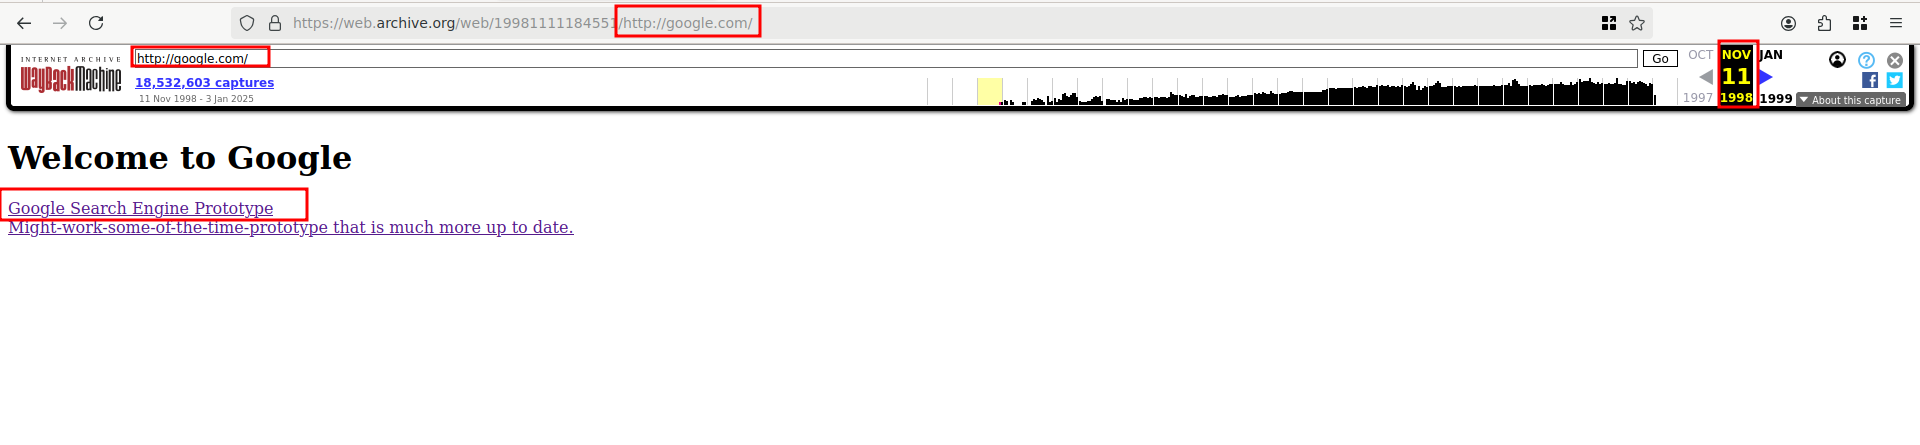 https://web.archive.org/web/19981111184551/http://google.com/
INTERNET ARCHIVE
WayBackMachine
http://google.com/
Go
18,532,603 captures
11 Nov 1998 - 3 Jan 2025
OCT NOV JAN
11
1997 1998 1999
About this capture
Welcome to Google
Google Search Engine Prototype
Might-work-some-of-the-time-prototype that is much more up to date.